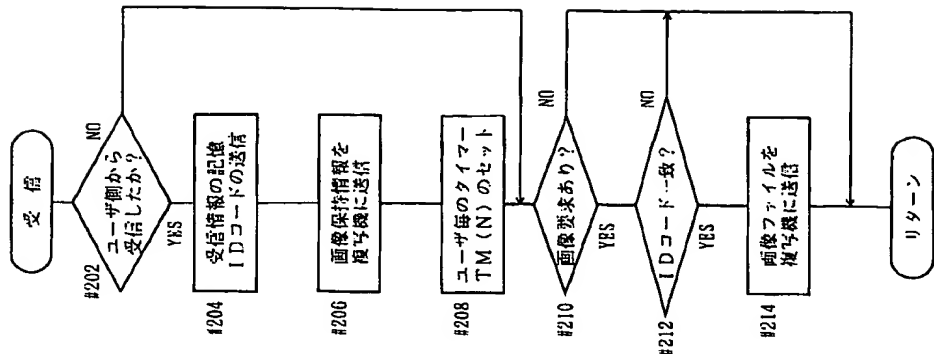 受 信
#202
ユーザ側から
受信したか?
NO
YES
#204
受信情報の記憶
IDコードの送信
#206
画像保持情報を
複写機に送信
#208
ユーザ毎のタイマー
TM(N)のセット
#210
画像要求あり?
NO
YES
#212
IDコード一致?
NO
YES
#214
画像ファイルを
複写機に送信
リターン